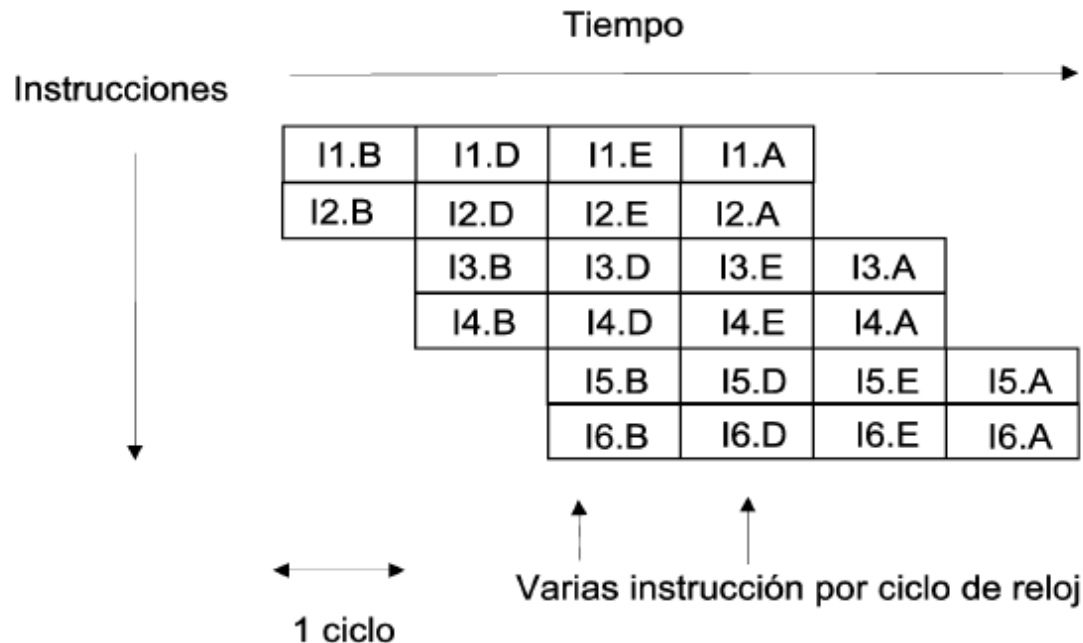 Tiempo
Instrucciones
I1.B I1.D I1.E I1.A
I2.B I2.D I2.E I2.A
I3.B I3.D I3.E I3.A
I4.B I4.D I4.E I4.A
I5.B I5.D I5.E I5.A
I6.B I6.D I6.E I6.A
Varias instrucción por ciclo de reloj
1 ciclo